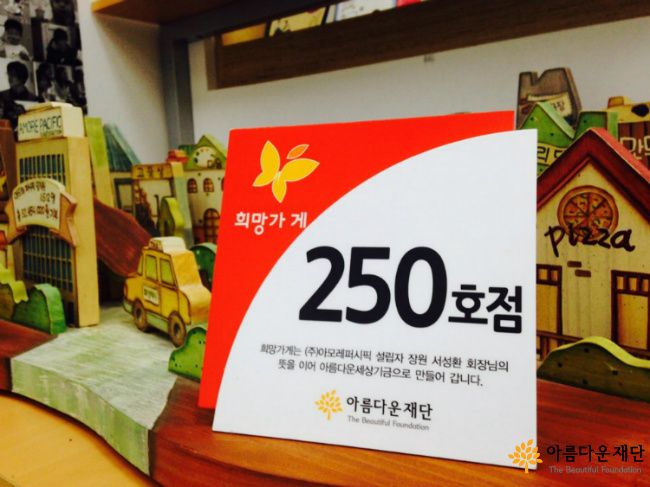 AMORE PACIFIC
희망가게
250호점
희망가게는 (주)아모레퍼시픽 설립자 장원 서성환 회장님의
뜻을 이어 아름다운세상기금으로 만들어 갑니다.
아름다운재단
The Beautiful Foundation
pizza
아름다운재단
The Beautiful Foundation